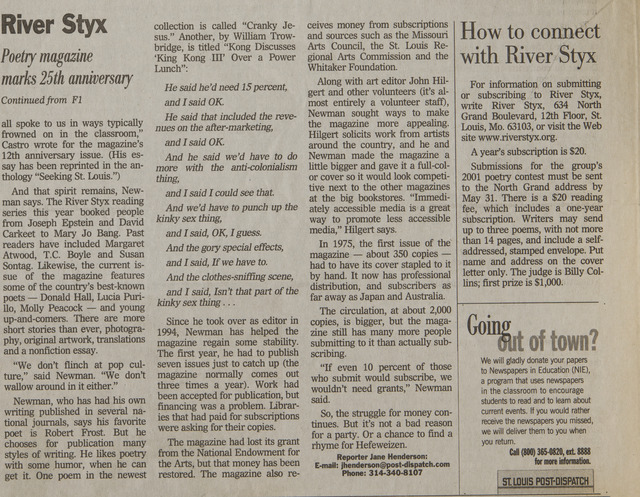 River Styx
Poetry magazine
marks 25th anniversary
Continued from F1
all spoke to us in ways typically
frowned on in the classroom,"
Castro wrote for the magazine's
12th anniversary issue. (His es-
say has been reprinted in the an-
thology "Seeking St. Louis.")
And that spirit remains, New-
man says. The River Styx reading
series this year booked people
from Joseph Epstein and David
Carkeet to Mary Jo Bang. Past
readers have included Margaret
Atwood, T.C. Boyle and Susan
Sontag. Likewise, the current is-
sue of the magazine features
some of the country's best-known
poets — Donald Hall, Lucia Puri-
llo, Molly Peacock — and young
up-and-comers. There are more
short stories than ever, photogra-
phy, original artwork, translations
and a nonfiction essay.
"We don't flinch at pop cul-
ture," said Newman. "We don't
wallow around in it either."
Newman, who has had his own
writing published in several na-
tional journals, says his favorite
poet is Robert Frost. But he
chooses for publication many
styles of writing. He likes poetry
with some humor, when he can
get it. One poem in the newest
collection is called "Cranky Je-
sus." Another, by William Trow-
bridge, is titled "Kong Discusses
'King Kong III' Over a Power
Lunch":
He said he'd need 15 percent,
and I said OK.
He said that included the reve-
nues on the after-marketing,
and I said OK.
And he said we'd have to do
more with the anti-colonialism
thing,
and I said I could see that.
And we'd have to punch up the
kinky sex thing,
and I said, OK, I guess.
And the gory special effects,
and I said, If we have to.
And the clothes-sniffing scene,
and I said, Isn't that part of the
kinky sex thing . . .
Since he took over as editor in
1994, Newman has helped the
magazine regain some stability.
The first year, he had to publish
seven issues just to catch up (the
magazine normally comes out
three times a year). Work had
been accepted for publication, but
financing was a problem. Librar-
ies that had paid for subscriptions
were asking for their copies.
The magazine had lost its grant
from the National Endowment for
the Arts, but that money has been
restored. The magazine also re-
ceives money from subscriptions
and sources such as the Missouri
Arts Council, the St. Louis Re-
gional Arts Commission and the
Whitaker Foundation.
Along with art editor John Hil-
gert and other volunteers (it's al-
most entirely a volunteer staff),
Newman sought ways to make
the magazine more appealing.
Hilgert solicits work from artists
around the country, and he and
Newman made the magazine a
little bigger and gave it a full-col-
or cover so it would look competi-
tive next to the other magazines
at the big bookstores. "Immedi-
ately accessible media is a great
way to promote less accessible
media," Hilgert says.
In 1975, the first issue of the
magazine — about 350 copies —
had to have its cover stapled to it
by hand. It now has professional
distribution, and subscribers as
far away as Japan and Australia.
The circulation, at about 2,000
copies, is bigger, but the maga-
zine still has many more people
submitting to it than actually sub-
scribing.
"If even 10 percent of those
who submit would subscribe, we
wouldn't need grants," Newman
said.
So, the struggle for money con-
tinues. But it's not a bad reason
for a party. Or a chance to find a
rhyme for Hefeweizen.
Reporter Jane Henderson:
E-mail: jhenderson@post-dispatch.com
Phone: 314-340-8107
How to connect
with River Styx
For information on submitting
or subscribing to River Styx,
write River Styx, 634 North
Grand Boulevard, 12th Floor, St.
Louis, Mo. 63103, or visit the Web
site www.riverstyx.org.
A year's subscription is $20.
Submissions for the group's
2001 poetry contest must be sent
to the North Grand address by
May 31. There is a $20 reading
fee, which includes a one-year
subscription. Writers may send
up to three poems, with not more
than 14 pages, and include a self-
addressed, stamped envelope. Put
name and address on the cover
letter only. The judge is Billy Col-
lins; first prize is $1,000.
Going
out of town?
We will gladly donate your papers
to Newspapers in Education (NIE),
a program that uses newspapers
in the classroom to encourage
students to read and to learn about
current events. If you would rather
receive the newspapers you missed,
we will deliver them to you when
you return.
Call (800) 365-0820, ext. 8888
for more information.
ST. LOUIS POST-DISPATCH